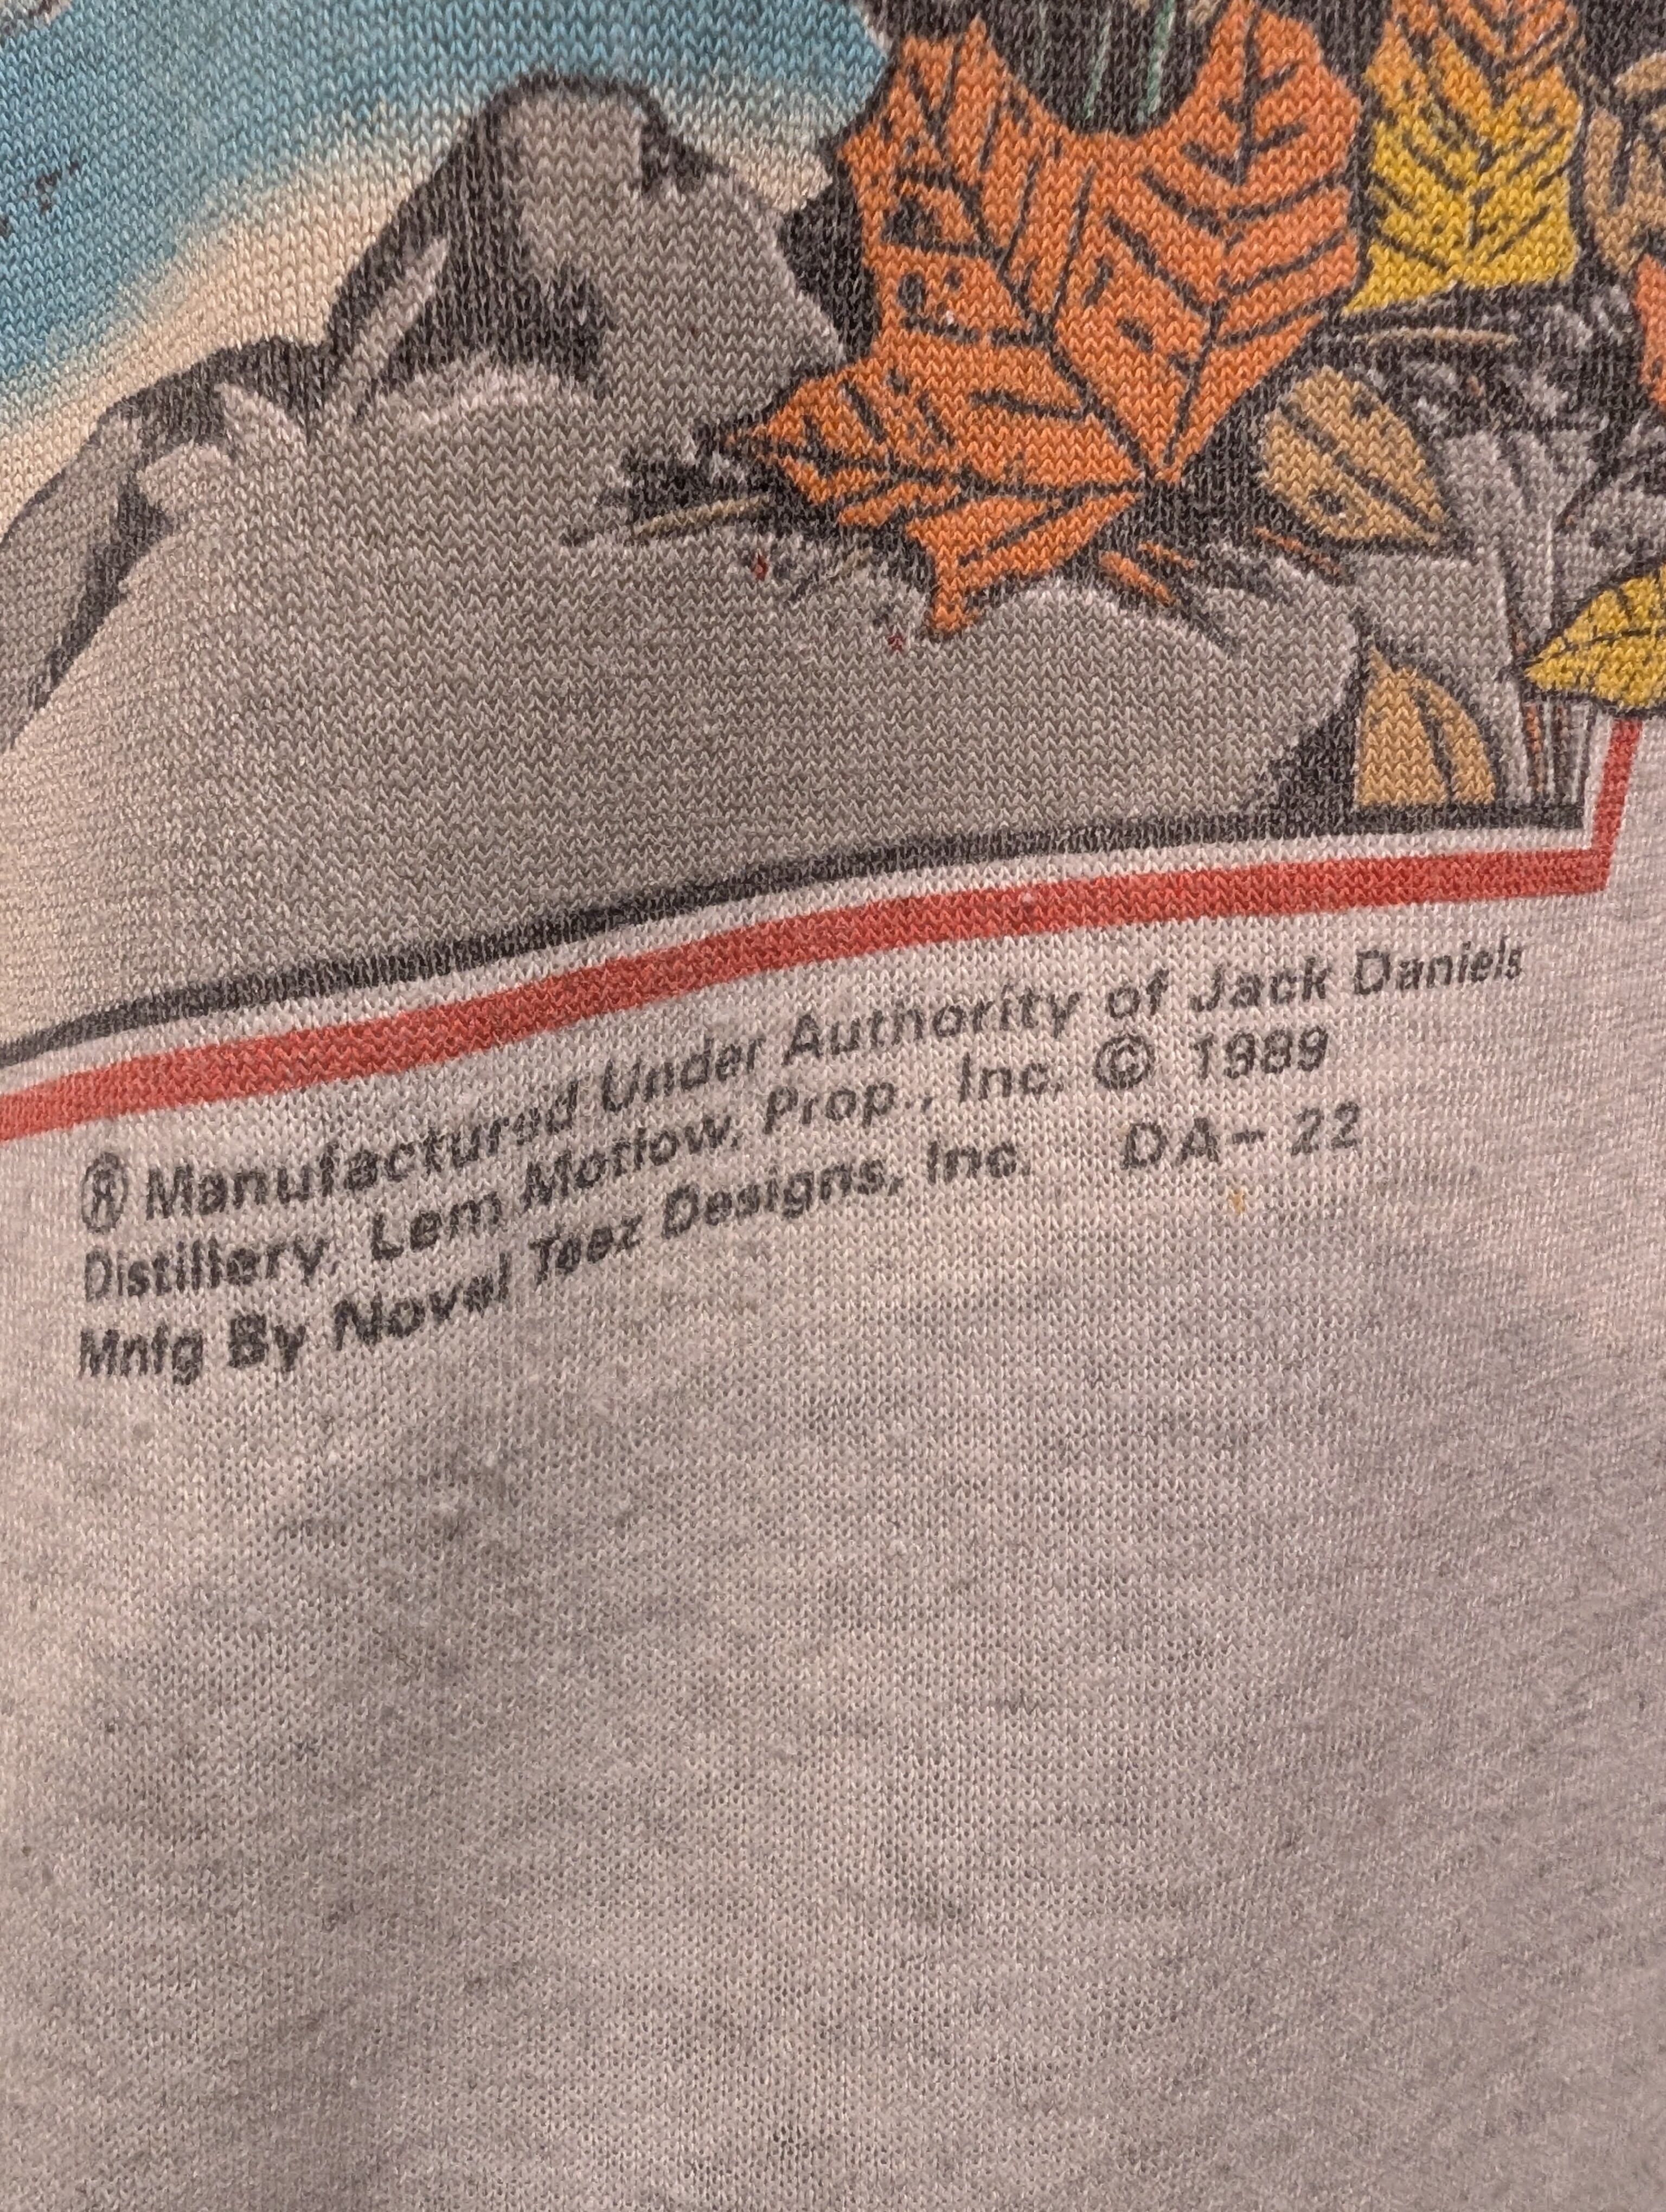 ® Manufactured Under Authority of Jack Daniels
Distillery, Lem Motlow, Prop., Inc. © 1989
Mnfg By Novel Teez Designs, Inc. DA-22